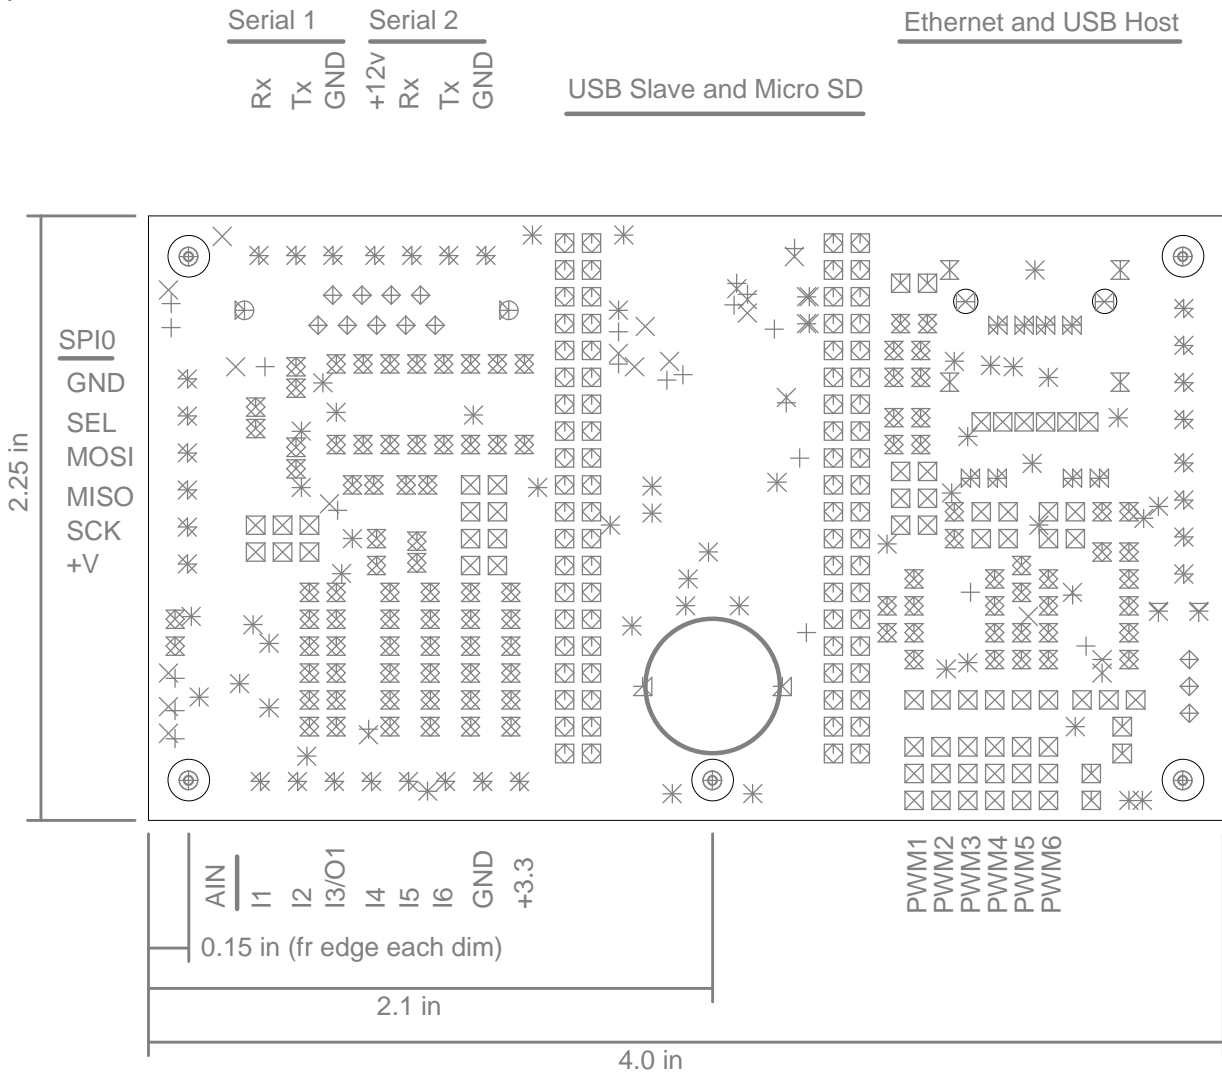 Serial 1
Serial 2
Ethernet and USB Host
Rx
Tx
GND
+12v
Rx
Tx
GND
USB Slave and Micro SD
2.25 in
SPI0
GND
SEL
MOSI
MISO
SCK
+V
AIN
I1
I2
I3/O1
I4
I5
I6
GND
+3.3
PWM1
PWM2
PWM3
PWM4
PWM5
PWM6
0.15 in (fr edge each dim)
2.1 in
4.0 in